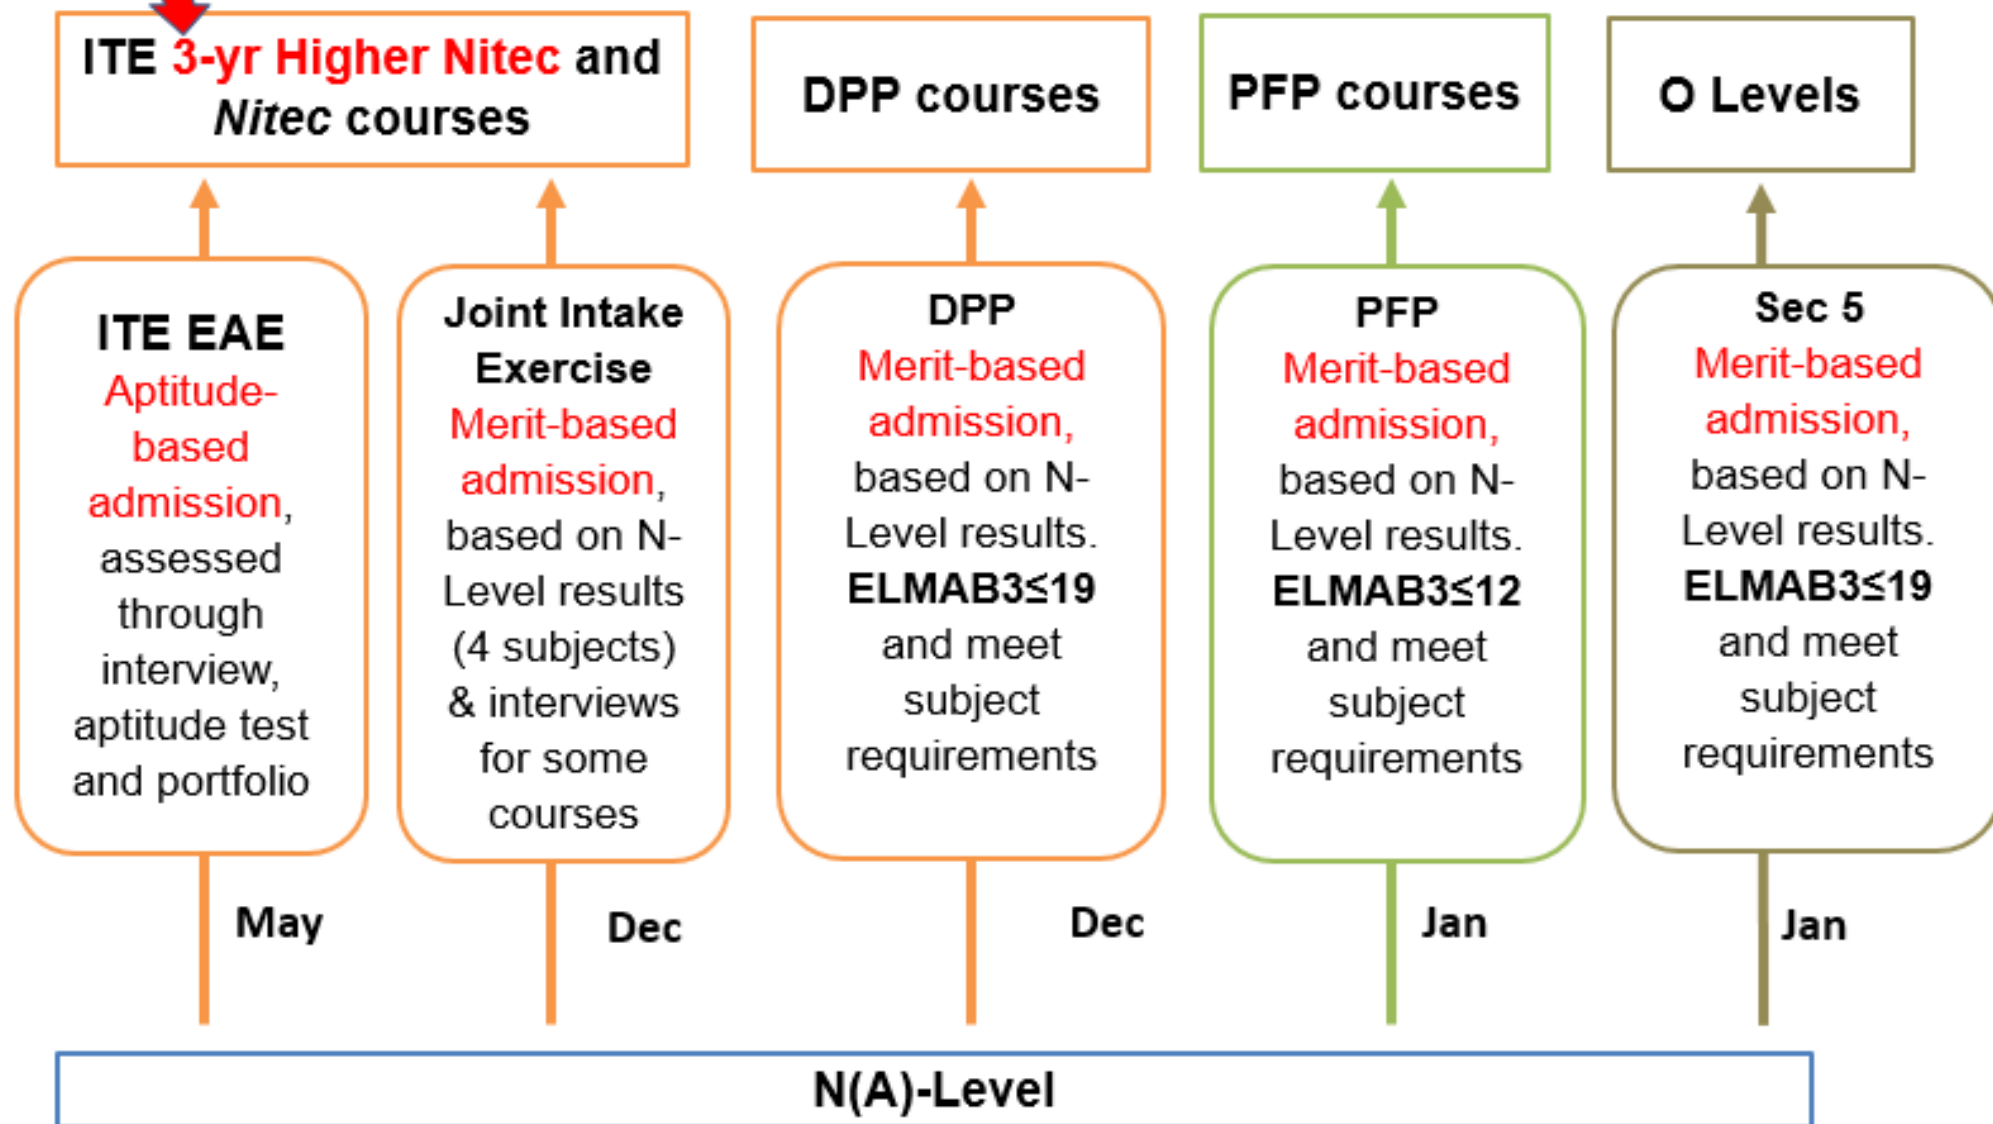 ITE 3-yr Higher Nitec and
Nitec courses
DPP courses
PFP courses
O Levels
ITE EAE
Aptitude-
based
admission,
assessed
through
interview,
aptitude test
and portfolio
Joint Intake
Exercise
Merit-based
admission,
based on N-
Level results
(4 subjects)
& interviews
for some
courses
DPP
Merit-based
admission,
based on N-
Level results.
ELMAB3≤19
and meet
subject
requirements
PFP
Merit-based
admission,
based on N-
Level results.
ELMAB3≤12
and meet
subject
requirements
Sec 5
Merit-based
admission,
based on N-
Level results.
ELMAB3≤19
and meet
subject
requirements
May
Dec
Dec
Jan
Jan
N(A)-Level